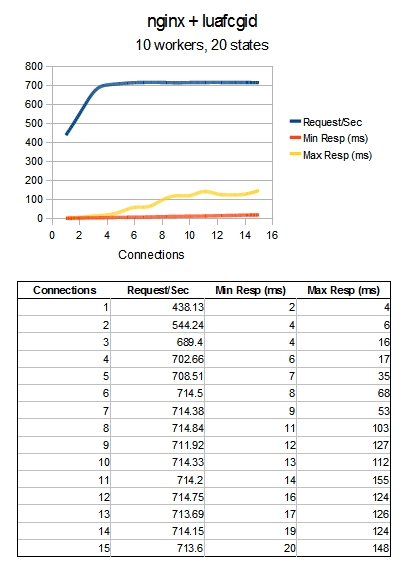 nginx + luafcgid
10 workers, 20 states
800
700
600
500
400
300
200
100
0
0 2 4 6 8 10 12 14 16
Connections
Request/Sec
Min Resp (ms)
Max Resp (ms)
Connections Request/Sec Min Resp (ms) Max Resp (ms)
1 438.13 2 4
2 544.24 4 6
3 689.4 4 16
4 702.66 6 17
5 708.51 7 35
6 714.5 8 68
7 714.38 9 53
8 714.84 11 103
9 711.92 12 127
10 714.33 13 112
11 714.2 14 155
12 714.75 16 124
13 713.69 17 126
14 714.15 19 124
15 713.6 20 148